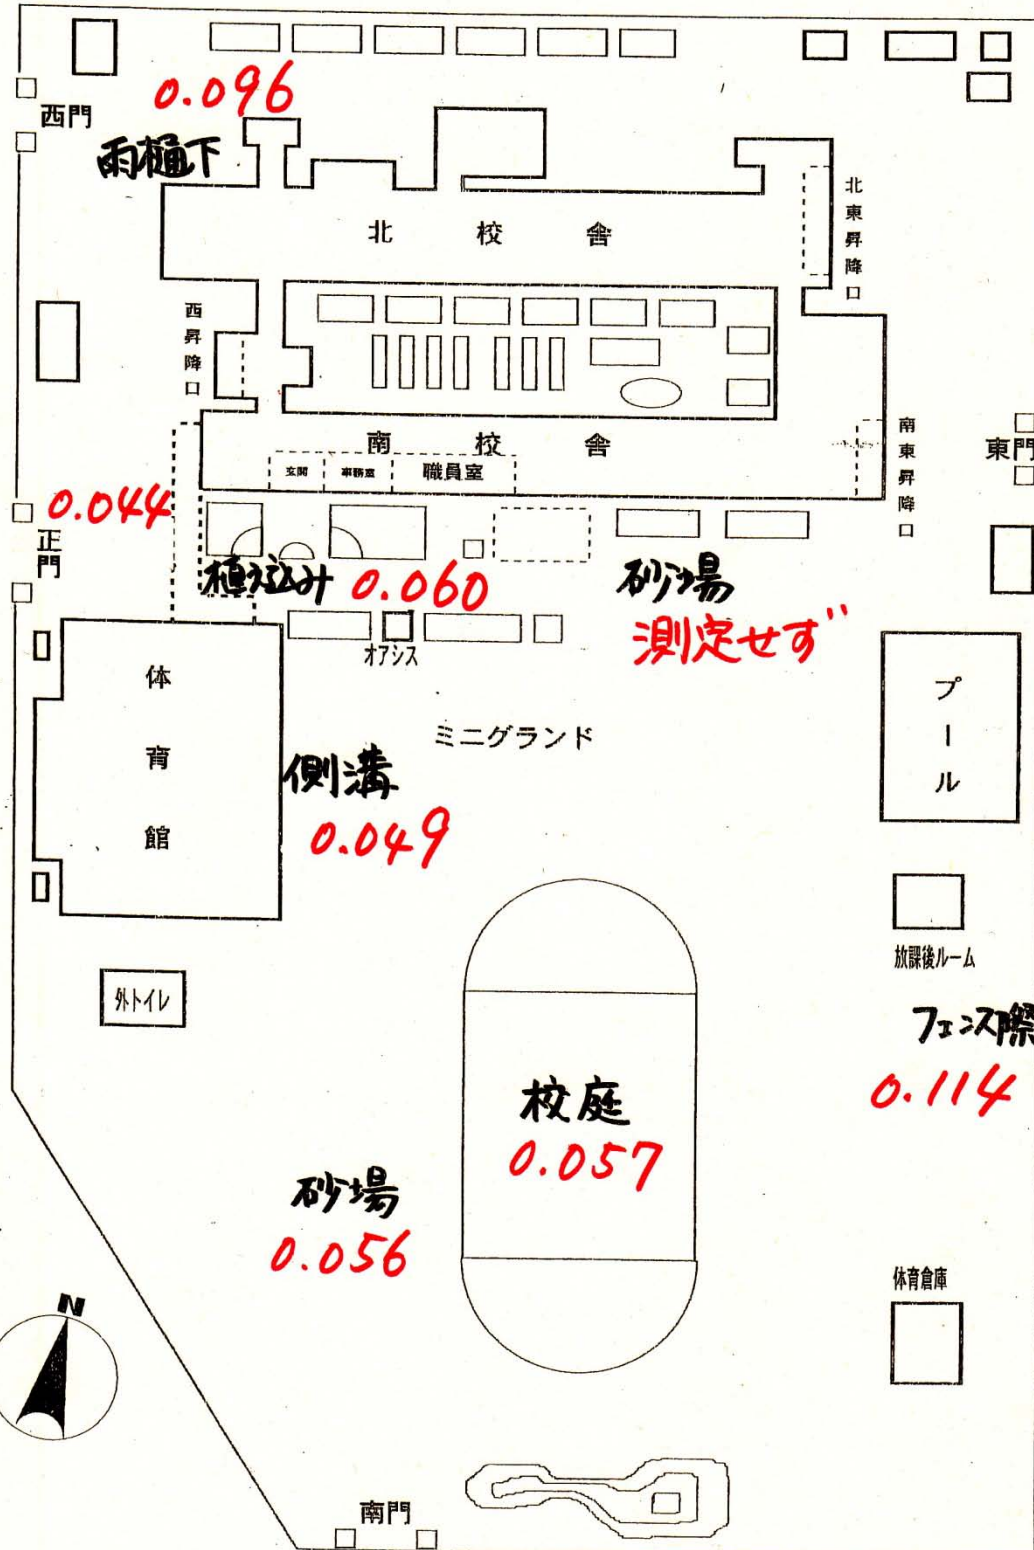 0.096
西門
雨樋下
北校舎
北東昇降口
西昇降口
南校舎
玄関
事務室
職員室
南東昇降口
東門
0.044
正門
植え込み 0.060
砂場
測定せず
オアシス
体育館
ミニグランド
プール
側溝
0.049
放課後ルーム
外トイレ
フェンス際
0.114
校庭
0.057
砂場
0.056
体育倉庫
N
南門